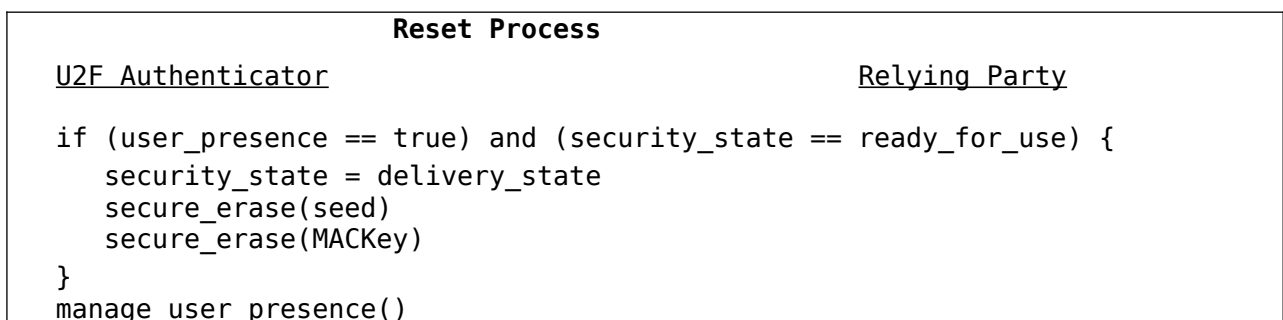 Reset Process
U2F Authenticator Relying Party
if (user_presence == true) and (security_state == ready_for_use) {
security_state = delivery_state
secure_erase(seed)
secure_erase(MACKey)
}
manage_user_presence()